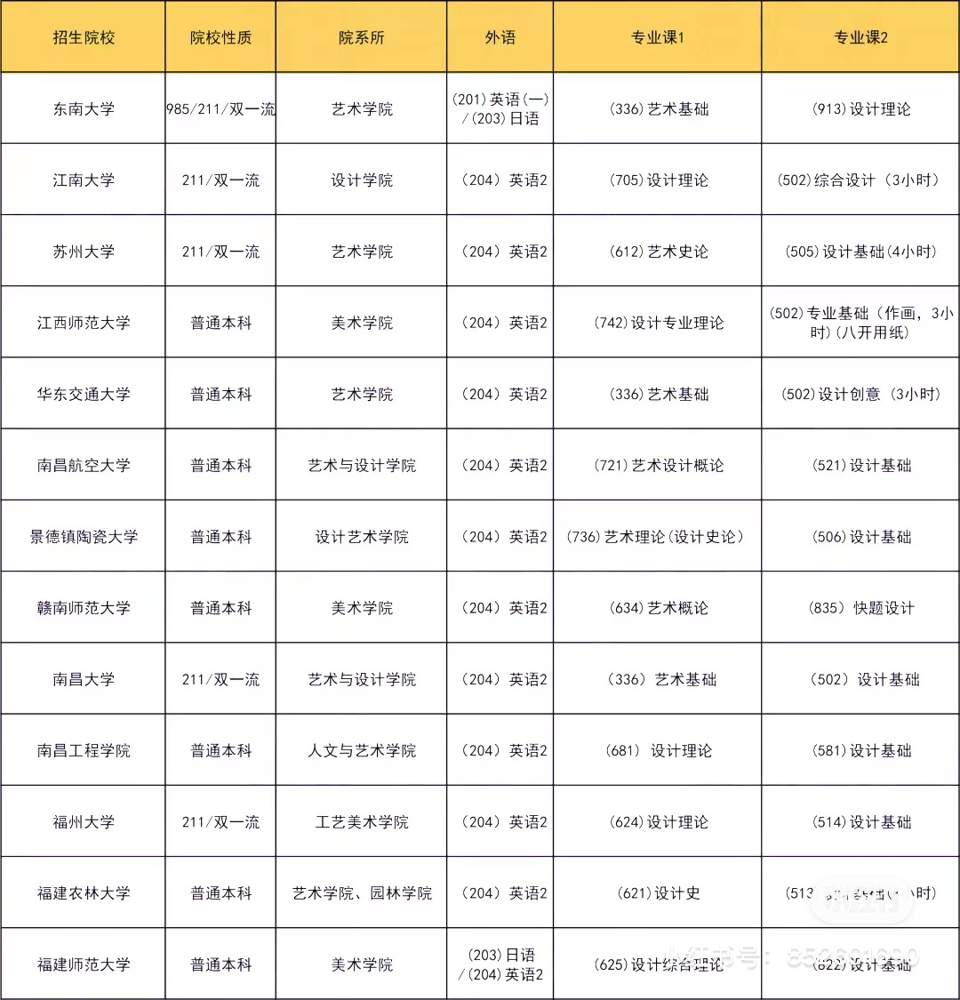 招生院校 院校性质 院系所 外语 专业课1 专业课2
东南大学 985/211/双一流 艺术学院 (201)英语(一)/(203)日语 (336)艺术基础 (913)设计理论
江南大学 211/双一流 设计学院 （204）英语2 (705)设计理论 (502)综合设计（3小时）
苏州大学 211/双一流 艺术学院 （204）英语2 (612)艺术史论 (505)设计基础(4小时)
江西师范大学 普通本科 美术学院 （204）英语2 (742)设计专业理论 (502)专业基础（作画，3小时)(八开用纸)
华东交通大学 普通本科 艺术学院 （204）英语2 (336)艺术基础 (502)设计创意（3小时)
南昌航空大学 普通本科 艺术与设计学院 （204）英语2 (721)艺术设计概论 (521)设计基础
景德镇陶瓷大学 普通本科 设计艺术学院 （204）英语2 (736)艺术理论(设计史论） (506)设计基础
赣南师范大学 普通本科 美术学院 （204）英语2 (634)艺术概论 (835）快题设计
南昌大学 211/双一流 艺术与设计学院 （204）英语2 （336）艺术基础 （502）设计基础
南昌工程学院 普通本科 人文与艺术学院 （204）英语2 (681) 设计理论 (581)设计基础
福州大学 211/双一流 工艺美术学院 （204）英语2 (624)设计理论 (514)设计基础
福建农林大学 普通本科 艺术学院、园林学院 （204）英语2 (621)设计史 (513 小时)
小红书
福建师范大学 普通本科 美术学院 (203)日语/(204)英语2 (625)设计综合理论 (822)设计基础
小红书号：